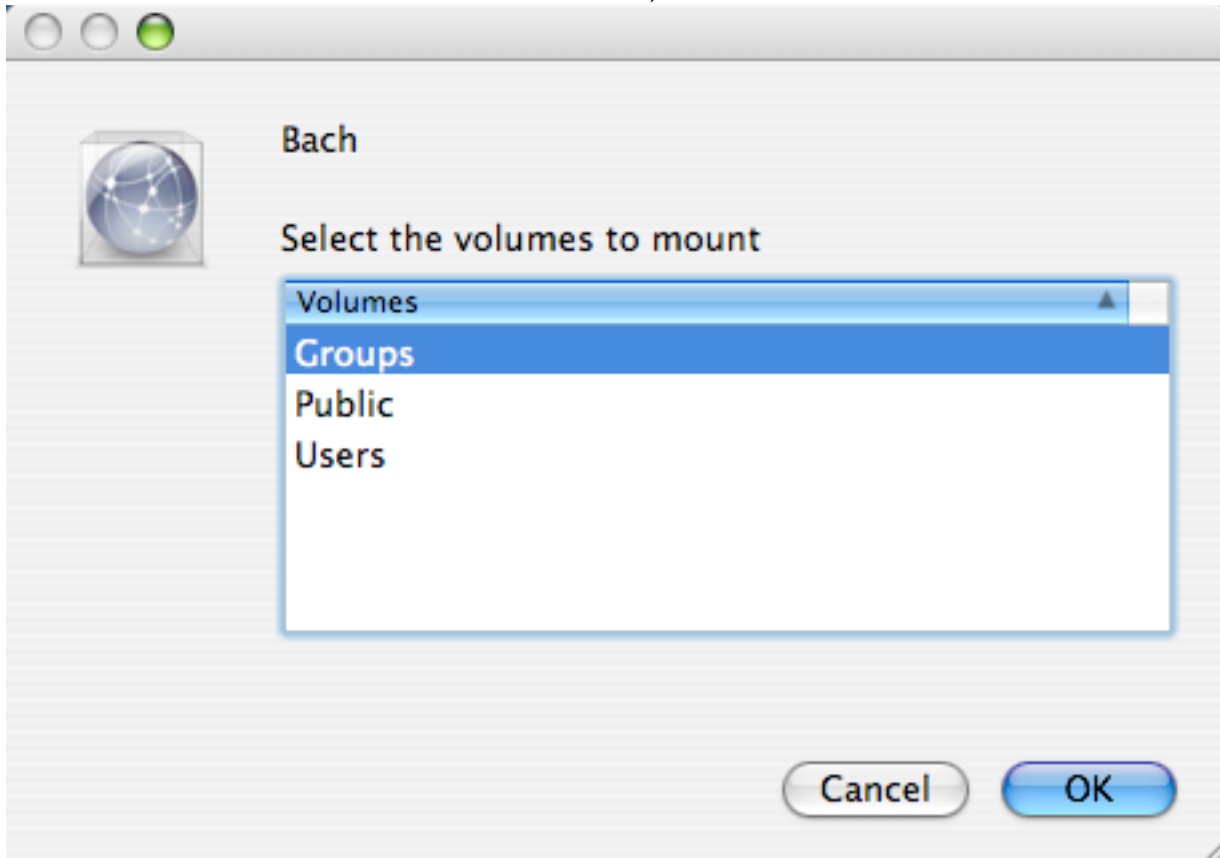 Bach
Select the volumes to mount
Volumes
Groups
Public
Users
Cancel OK